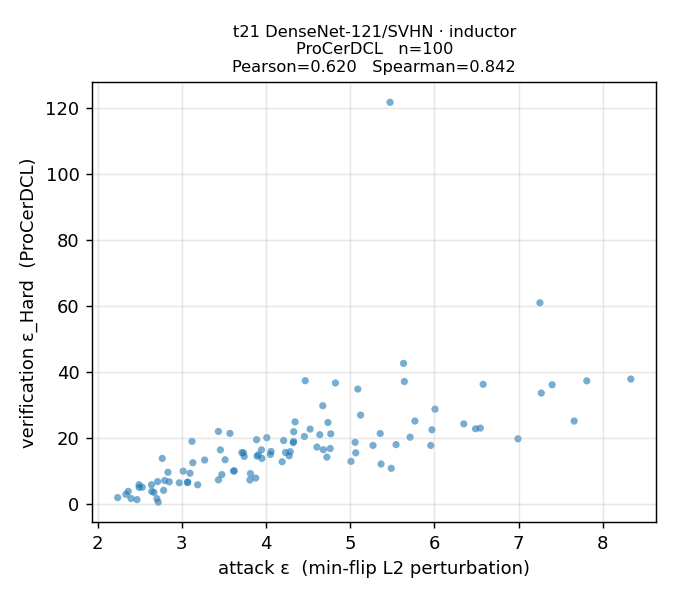 t21 DenseNet-121/SVHN · inductor
ProCerDCL   n=100
Pearson=0.620   Spearman=0.842
120
100
80
60
40
20
0
verification ε_Hard  (ProCerDCL)
2
3
4
5
6
7
8
attack ε  (min-flip L2 perturbation)